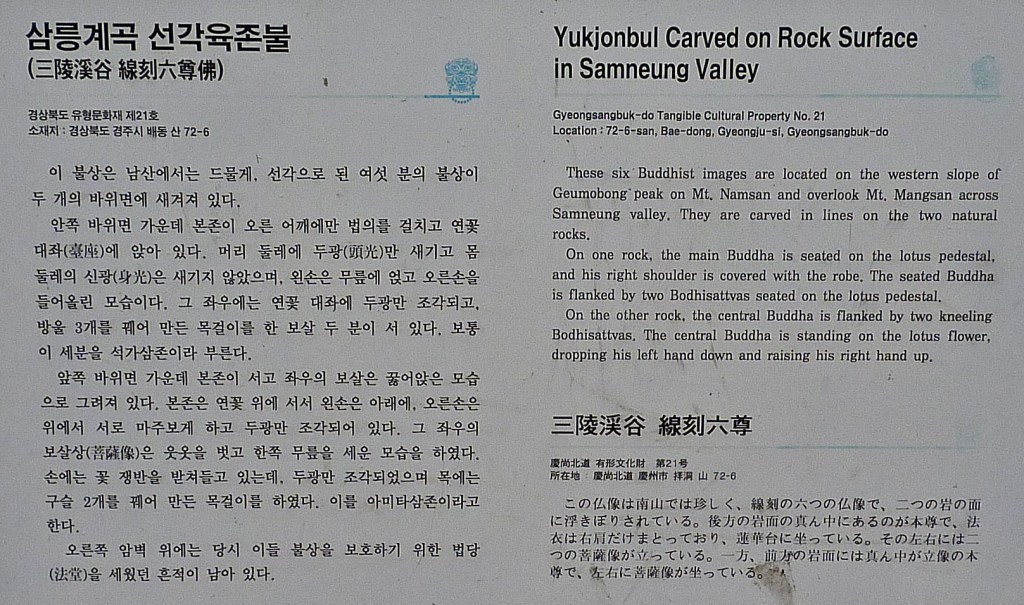 삼릉계곡 선각육존불
(三陵溪谷 線刻六尊佛)
경상북도 유형문화재 제21호
소재지 : 경상북도 경주시 배동 산 72-6
이 불상은 남산에서는 드물게, 선각으로 된 여섯 분의 불상이
두 개의 바위면에 새겨져 있다.
안쪽 바위면 가운데 본존이 오른 어깨에만 법의를 걸치고 연꽃
대좌(臺座)에 앉아 있다. 머리 둘레에 두광(頭光)만 새기고 몸
둘레의 신광(身光)은 새기지 않았으며, 왼손은 무릎에 얹고 오른손을
들어올린 모습이다. 그 좌우에는 연꽃 대좌에 두광만 조각되고,
방울 3개를 꿰어 만든 목걸이를 한 보살 두 분이 서 있다. 보통
이 세분을 석가삼존이라 부른다.
앞쪽 바위면 가운데 본존이 서고 좌우의 보살은 꿇어앉은 모습
으로 그려져 있다. 본존은 연꽃 위에 서서 왼손은 아래에, 오른손은
위에서 서로 마주보게 하고 두광만 조각되어 있다. 그 좌우의
보살상(菩薩像)은 웃옷을 벗고 한쪽 무릎을 세운 모습을 하였다.
손에는 꽃 쟁반을 받쳐들고 있는데, 두광만 조각되었으며 목에는
구슬 2개를 꿰어 만든 목걸이를 하였다. 이를 아미타삼존이라고
한다.
오른쪽 암벽 위에는 당시 이들 불상을 보호하기 위한 법당
(法堂)을 세웠던 흔적이 남아 있다.
Yukjonbul Carved on Rock Surface
in Samneung Valley
Gyeongsangbuk-do Tangible Cultural Property No. 21
Location : 72-6-san, Bae-dong, Gyeongju-si, Gyeongsangbuk-do
These six Buddhist images are located on the western slope of
Geumobong peak on Mt. Namsan and overlook Mt. Mangsan across
Samneung valley. They are carved in lines on the two natural
rocks.
On one rock, the main Buddha is seated on the lotus pedestal,
and his right shoulder is covered with the robe. The seated Buddha
is flanked by two Bodhisattvas seated on the lotus pedestal.
On the other rock, the central Buddha is flanked by two kneeling
Bodhisattvas. The central Buddha is standing on the lotus flower,
dropping his left hand down and raising his right hand up.
三陵渓谷 線刻六尊
慶尚北道 有形文化財 第21号
所在地 : 慶尚北道 慶州市 拝洞 山 72-6
この仏像は南山では珍しく、線刻の六つの仏像で、二つの岩の面
に浮きぼりされている。後方の岩面の真ん中にあるのが本尊で、法
衣は右肩だけまとっており、蓮華台に坐っている。その左右には二
つの菩薩像が立っている。一方、前方の岩面には真ん中が立像の本
尊で、左右に菩薩像が坐っている。